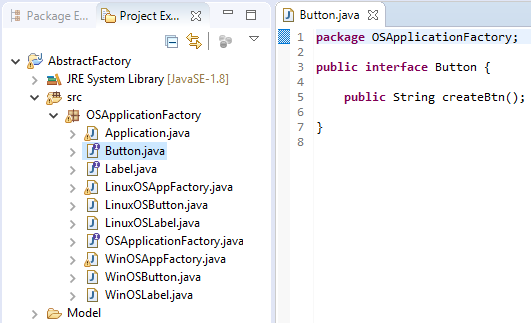 Package E...
Project Ex...
AbstractFactory
JRE System Library [JavaSE-1.8]
src
OSApplicationFactory
Application.java
Button.java
Label.java
LinuxOSAppFactory.java
LinuxOSButton.java
LinuxOSLabel.java
OSApplicationFactory.java
WinOSAppFactory.java
WinOSButton.java
WinOSLabel.java
Model
Button.java
1 package OSApplicationFactory;
2
3 public interface Button {
4
5 public String createBtn();
6
7 }
8